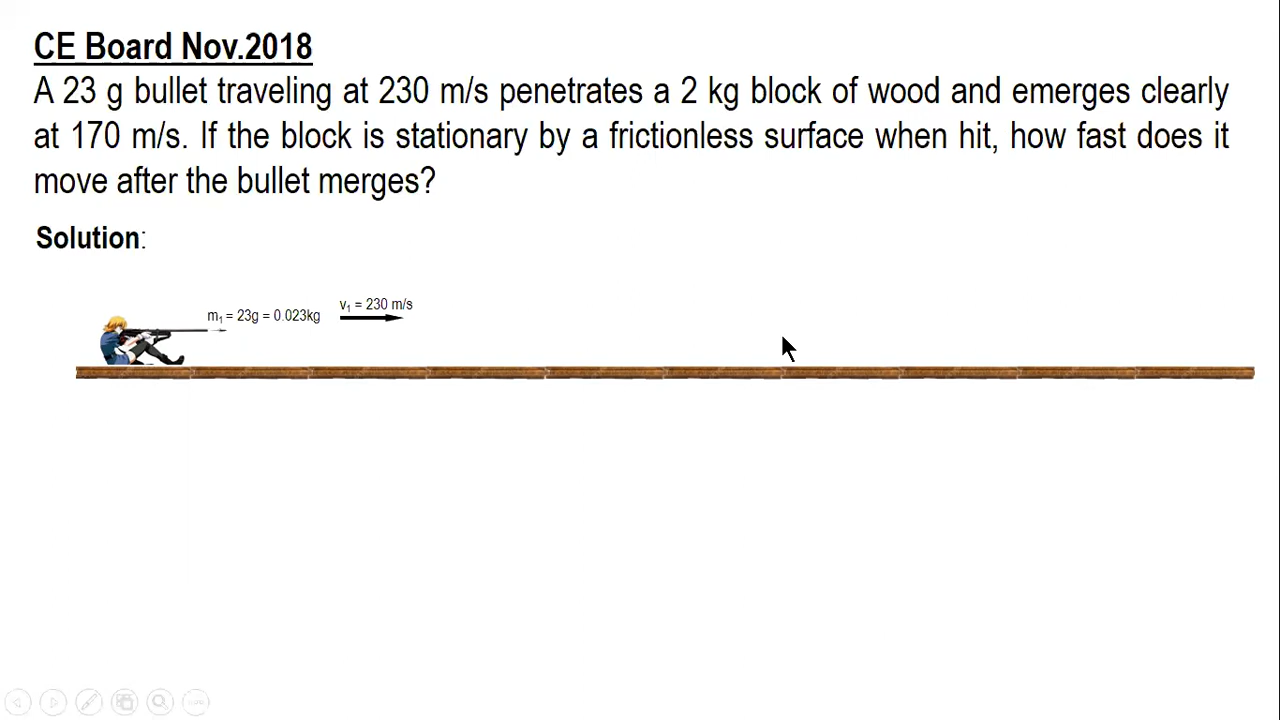 CE Board Nov.2018
A 23 g bullet traveling at 230 m/s penetrates a 2 kg block of wood and emerges clearly
at 170 m/s. If the block is stationary by a frictionless surface when hit, how fast does it
move after the bullet merges?
Solution:
v₁ = 230 m/s
m₁ = 23g = 0.023kg